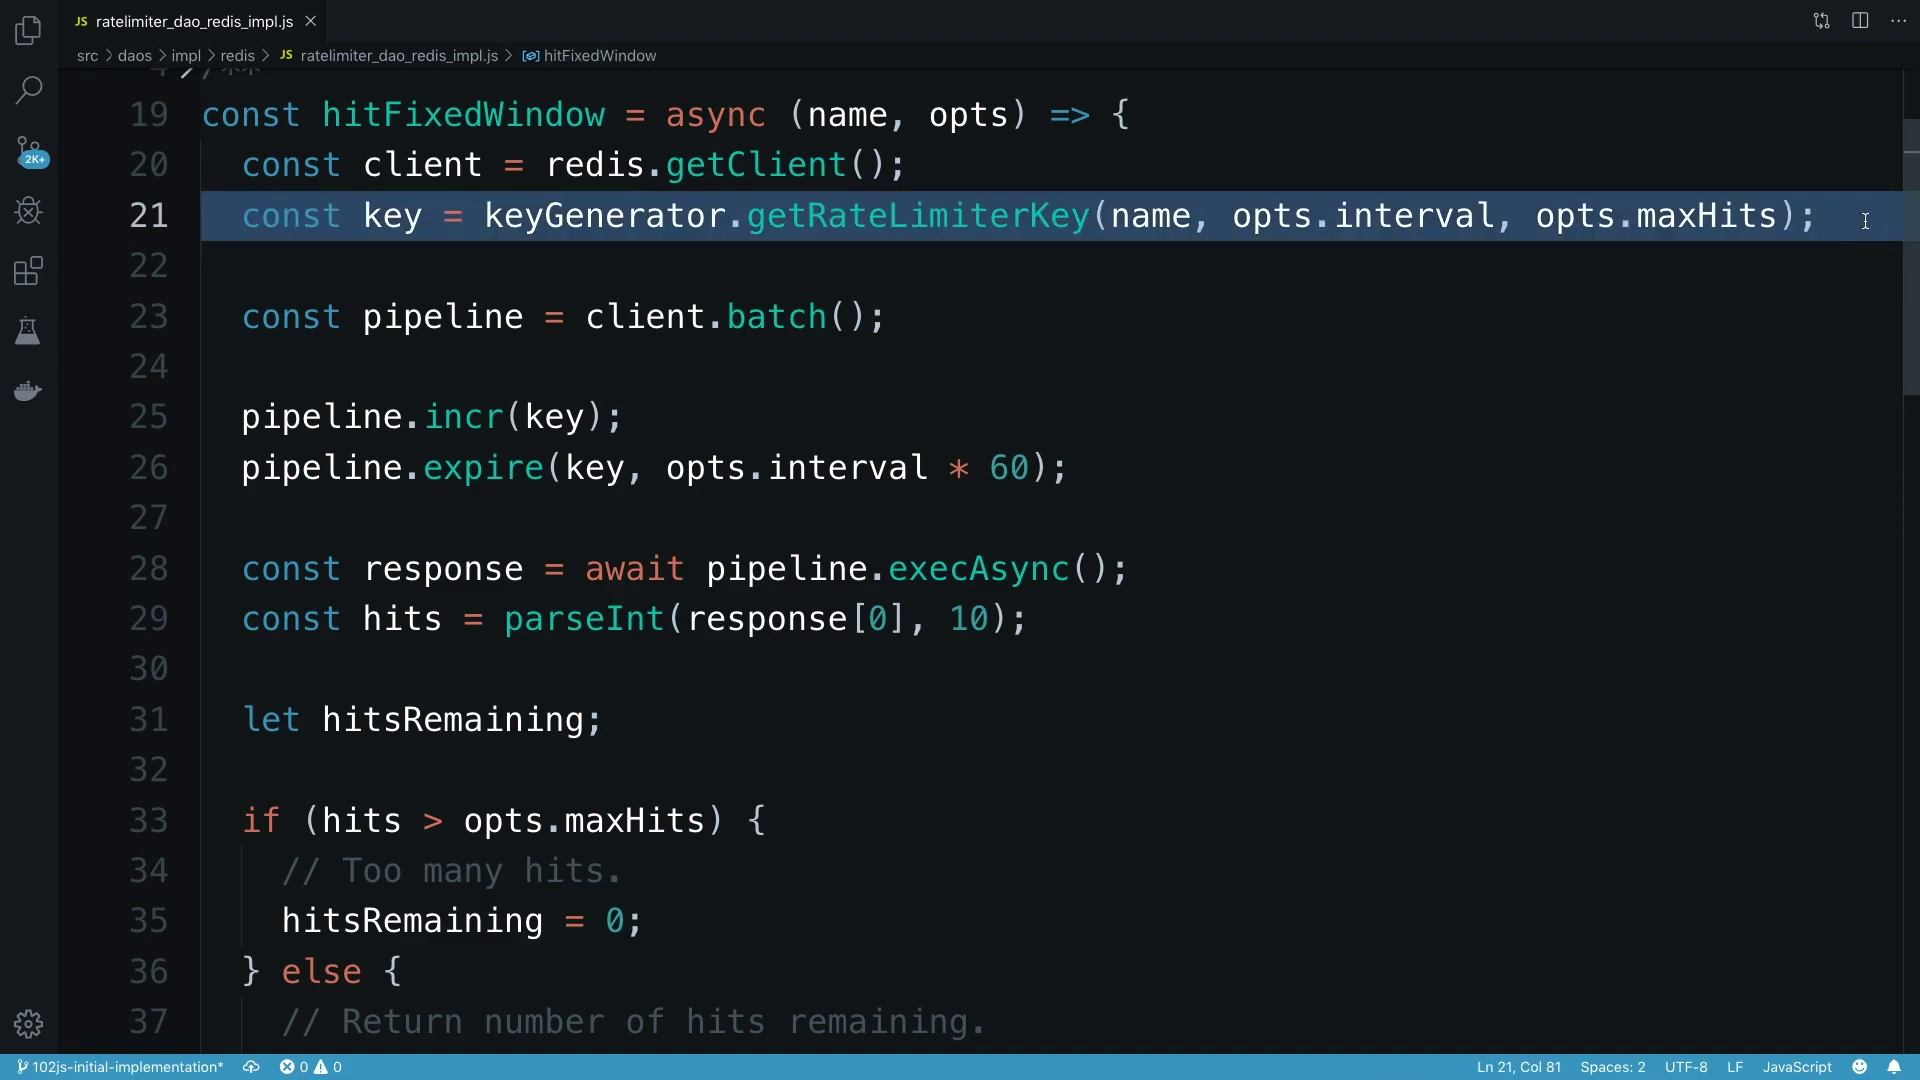 JS ratelimiter_dao_redis_impl.js
src > daos > impl > redis > JS ratelimiter_dao_redis_impl.js > hitFixedWindow
19 const hitFixedWindow = async (name, opts) => {
20 const client = redis.getClient();
21 const key = keyGenerator.getRateLimiterKey(name, opts.interval, opts.maxHits);
22
23 const pipeline = client.batch();
24
25 pipeline.incr(key);
26 pipeline.expire(key, opts.interval * 60);
27
28 const response = await pipeline.execAsync();
29 const hits = parseInt(response[0], 10);
30
31 let hitsRemaining;
32
33 if (hits > opts.maxHits) {
34 // Too many hits.
35 hitsRemaining = 0;
36 } else {
37 // Return number of hits remaining.
2K+
102js-initial-implementation* 0 0 Ln 21, Col 81 Spaces: 2 UTF-8 LF JavaScript